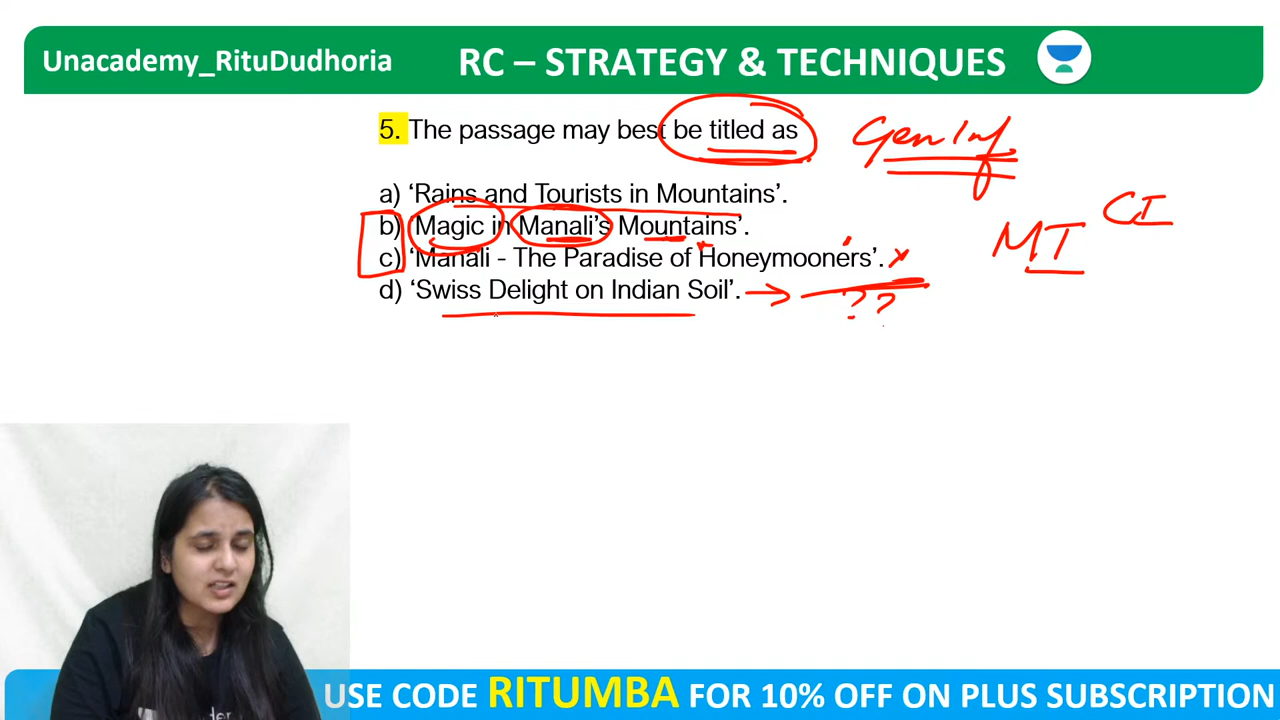 Unacademy_RituDudhoria
RC – STRATEGY & TECHNIQUES
5. The passage may best be titled as
Gen Inf
a) ‘Rains and Tourists in Mountains’.
CI
b) ‘Magic in Manali’s Mountains’.
MT
c) ‘Manali - The Paradise of Honeymooners’.
d) ‘Swiss Delight on Indian Soil’.
??
USE CODE RITUMBA FOR 10% OFF ON PLUS SUBSCRIPTION